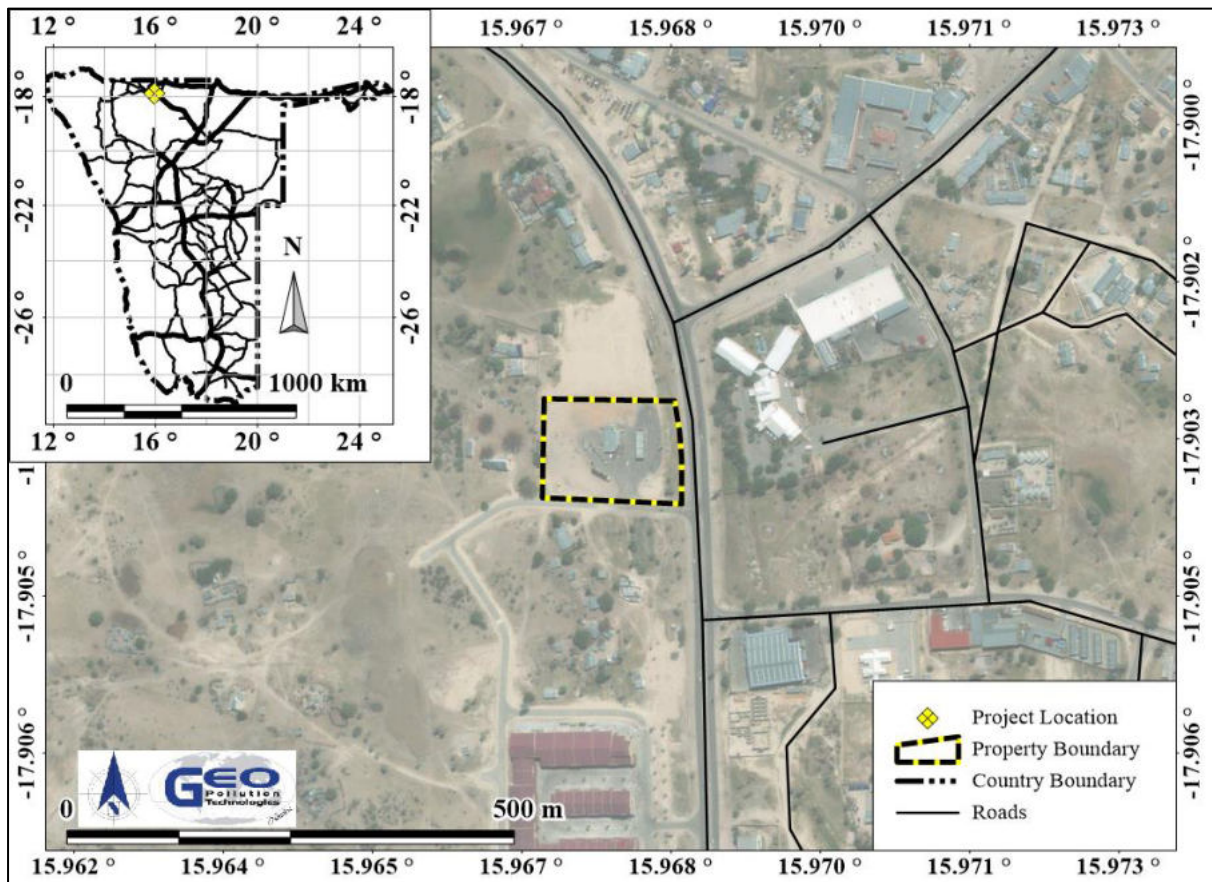 12 ° 16 ° 20 ° 24 °
15.967 ° 15.968 ° 15.970 ° 15.971 ° 15.973 °
-18 °
-18 °
-22 °
-22 °
-26 °
-26 °
N
0 1000 km
12 ° 16 ° 20 ° 24 °
-17.900 °
-17.902 °
-17.903 °
-17.905 °
-17.905 °
-17.906 °
-17.906 °
Project Location
Property Boundary
Country Boundary
Roads
GEO
Pollution
Technologies
0 500 m
15.962 ° 15.964 ° 15.965 ° 15.967 ° 15.968 ° 15.970 ° 15.971 ° 15.973 °